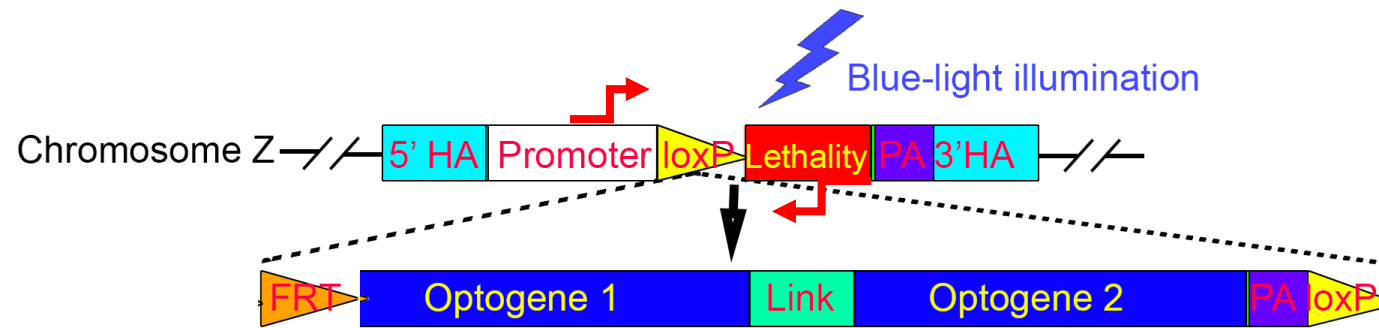 Blue-light illumination
Chromosome Z 5' HA Promoter loxP Lethality PA 3'HA
FRT Optogene 1 Link Optogene 2 PA loxP